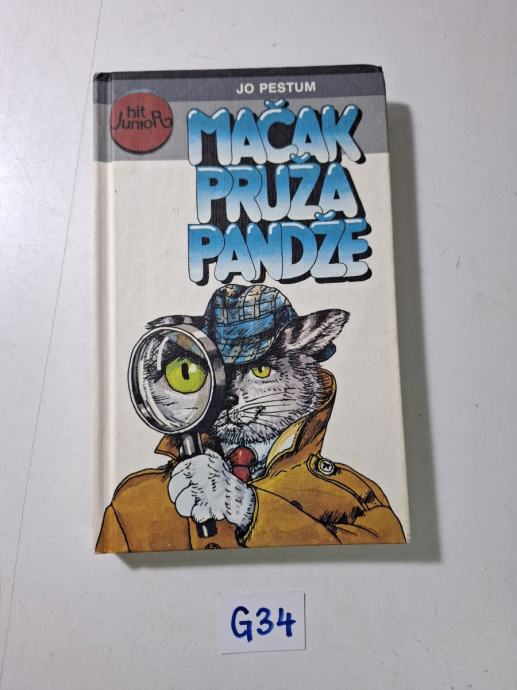 JO PESTUM
hit
JunioR
MAČAK
PRUŽA
PANDŽE
G34